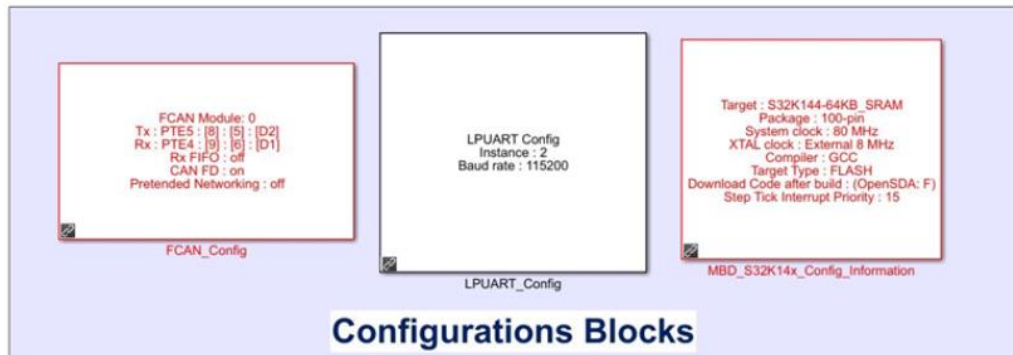 FCAN Module: 0
Tx : PTE5 : [8] : [5] : [D2]
Rx : PTE4 : [9] : [6] : [D1]
Rx FIFO : off
CAN FD : on
Pretended Networking : off
FCAN_Config
LPUART Config
Instance : 2
Baud rate : 115200
LPUART_Config
Target : S32K144-64KB_SRAM
Package : 100-pin
System clock : 80 MHz
XTAL clock : External 8 MHz
Compiler : GCC
Target Type : FLASH
Download Code after build : (OpenSDA: F)
Step Tick Interrupt Priority : 15
MBD_S32K14x_Config_Information
Configurations Blocks